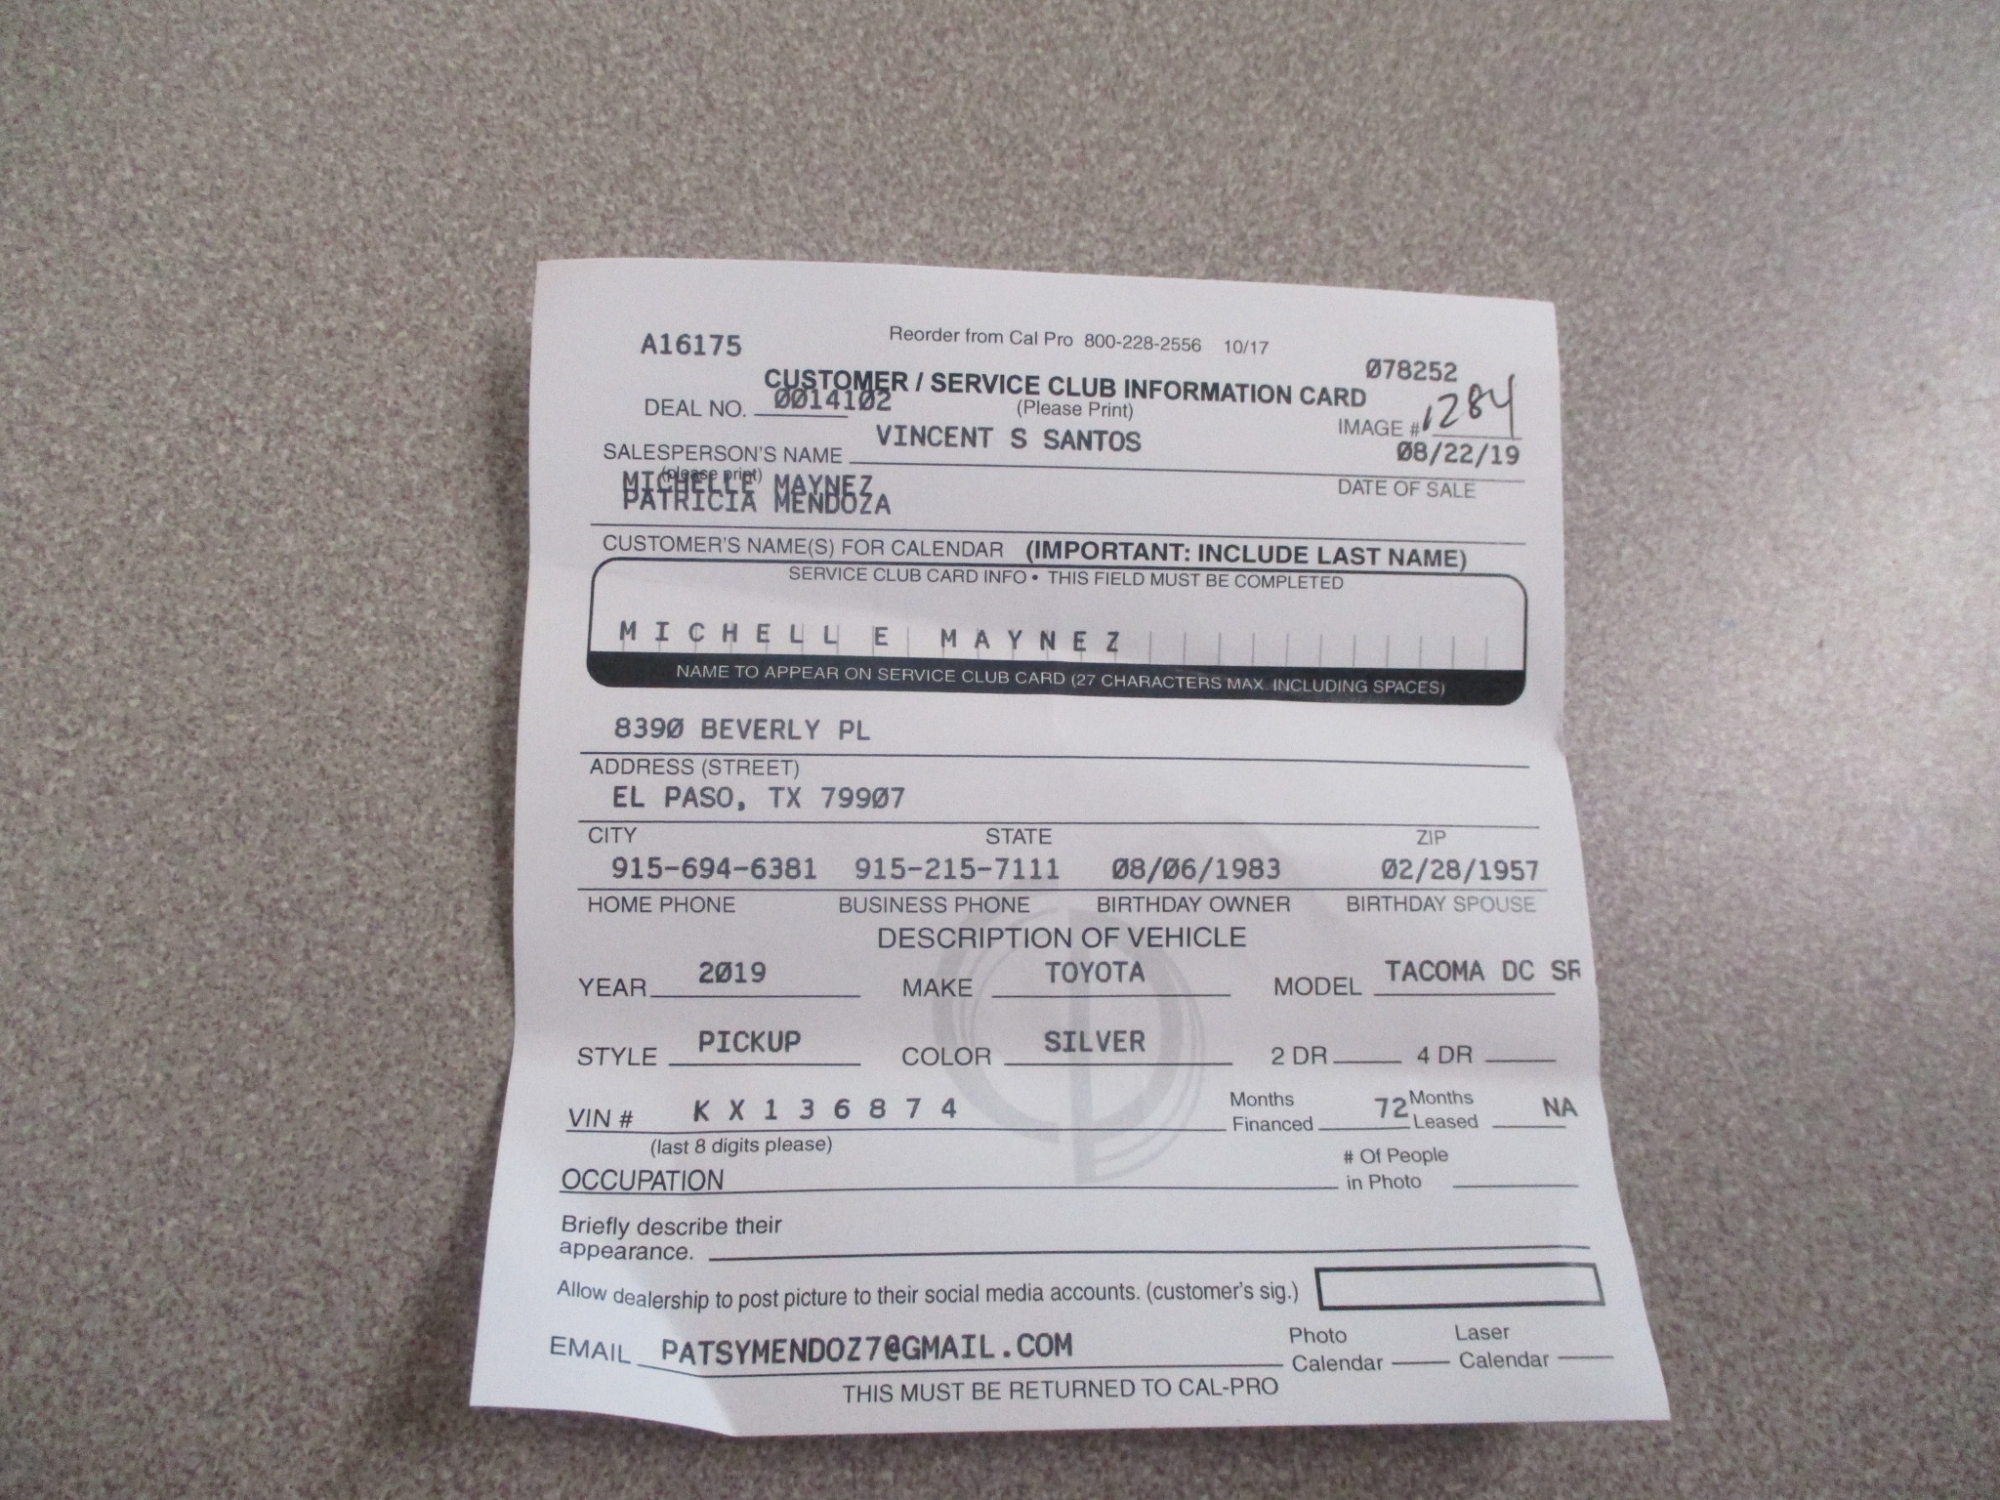 A16175 Reorder from Cal Pro 800-228-2556 10/17 Ø78252
CUSTOMER / SERVICE CLUB INFORMATION CARD
DEAL NO. ØØ141Ø2 (Please Print) IMAGE # 1284
SALESPERSON'S NAME VINCENT S SANTOS Ø8/22/19
(please print) DATE OF SALE
MICHELLE MAYNEZ
PATRICIA MENDOZA
CUSTOMER'S NAME(S) FOR CALENDAR (IMPORTANT: INCLUDE LAST NAME)
SERVICE CLUB CARD INFO • THIS FIELD MUST BE COMPLETED
MICHELLE MAYNEZ
NAME TO APPEAR ON SERVICE CLUB CARD (27 CHARACTERS MAX. INCLUDING SPACES)
839Ø BEVERLY PL
ADDRESS (STREET)
EL PASO, TX 799Ø7
CITY STATE ZIP
915-694-6381 915-215-7111 Ø8/Ø6/1983 Ø2/28/1957
HOME PHONE BUSINESS PHONE BIRTHDAY OWNER BIRTHDAY SPOUSE
DESCRIPTION OF VEHICLE
YEAR 2Ø19 MAKE TOYOTA MODEL TACOMA DC SR
STYLE PICKUP COLOR SILVER 2 DR 4 DR
VIN # K X 1 3 6 8 7 4 Months Financed 72 Months Leased NA
(last 8 digits please)
OCCUPATION # Of People in Photo
Briefly describe their
appearance.
Allow dealership to post picture to their social media accounts. (customer's sig.)
EMAIL PATSYMENDOZ7@GMAIL.COM Photo Calendar Laser Calendar
THIS MUST BE RETURNED TO CAL-PRO